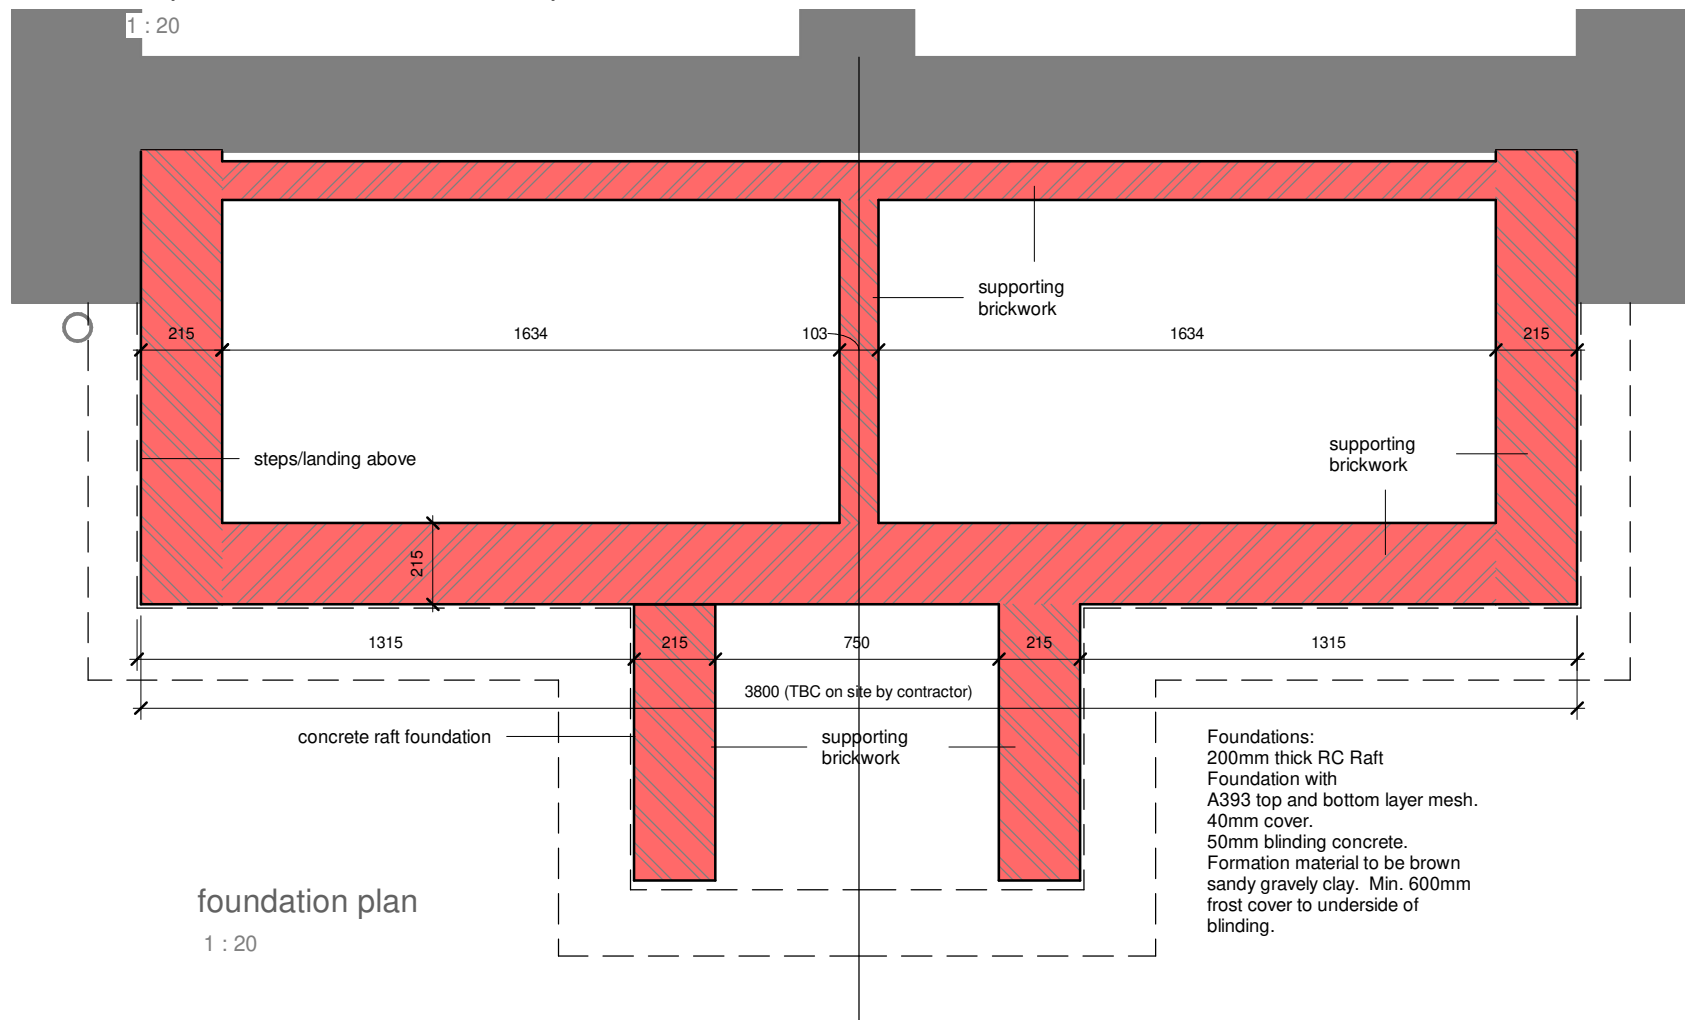 1 : 20
supporting
brickwork
215
1634
103
1634
215
steps/landing above
supporting
brickwork
215
1315
215
750
215
1315
3800 (TBC on site by contractor)
concrete raft foundation
supporting
brickwork
Foundations:
200mm thick RC Raft
Foundation with
A393 top and bottom layer mesh.
40mm cover.
50mm blinding concrete.
Formation material to be brown
sandy gravely clay. Min. 600mm
frost cover to underside of
blinding.
foundation plan
1 : 20